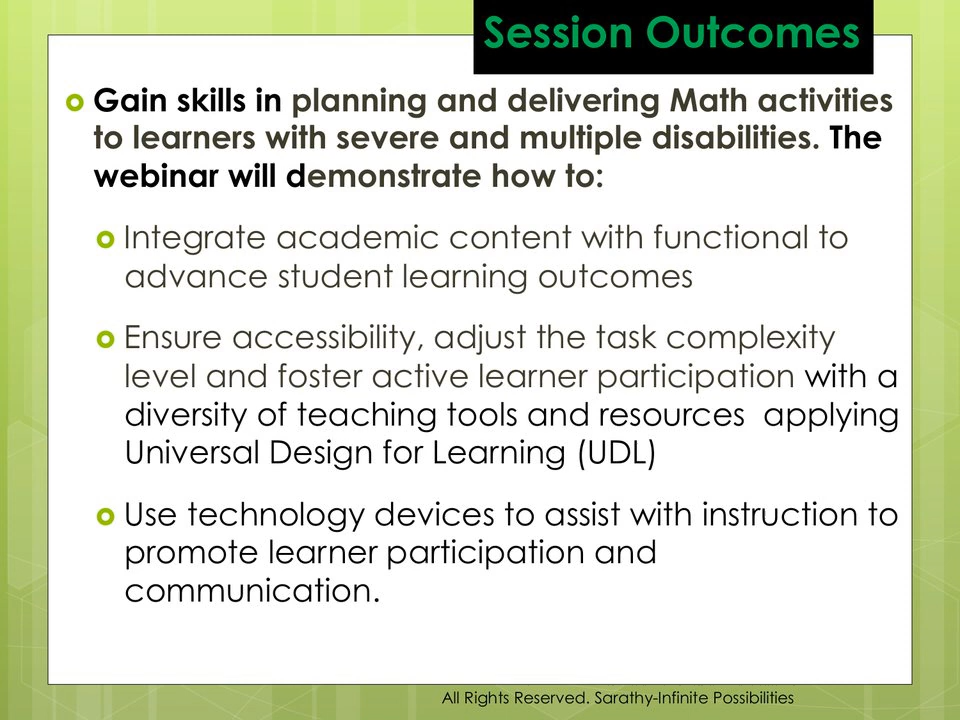 Session Outcomes
Gain skills in planning and delivering Math activities
to learners with severe and multiple disabilities. The
webinar will demonstrate how to:
Integrate academic content with functional to
advance student learning outcomes
Ensure accessibility, adjust the task complexity
level and foster active learner participation with a
diversity of teaching tools and resources  applying
Universal Design for Learning (UDL)
Use technology devices to assist with instruction to
promote learner participation and
communication.
All Rights Reserved. Sarathy-Infinite Possibilities